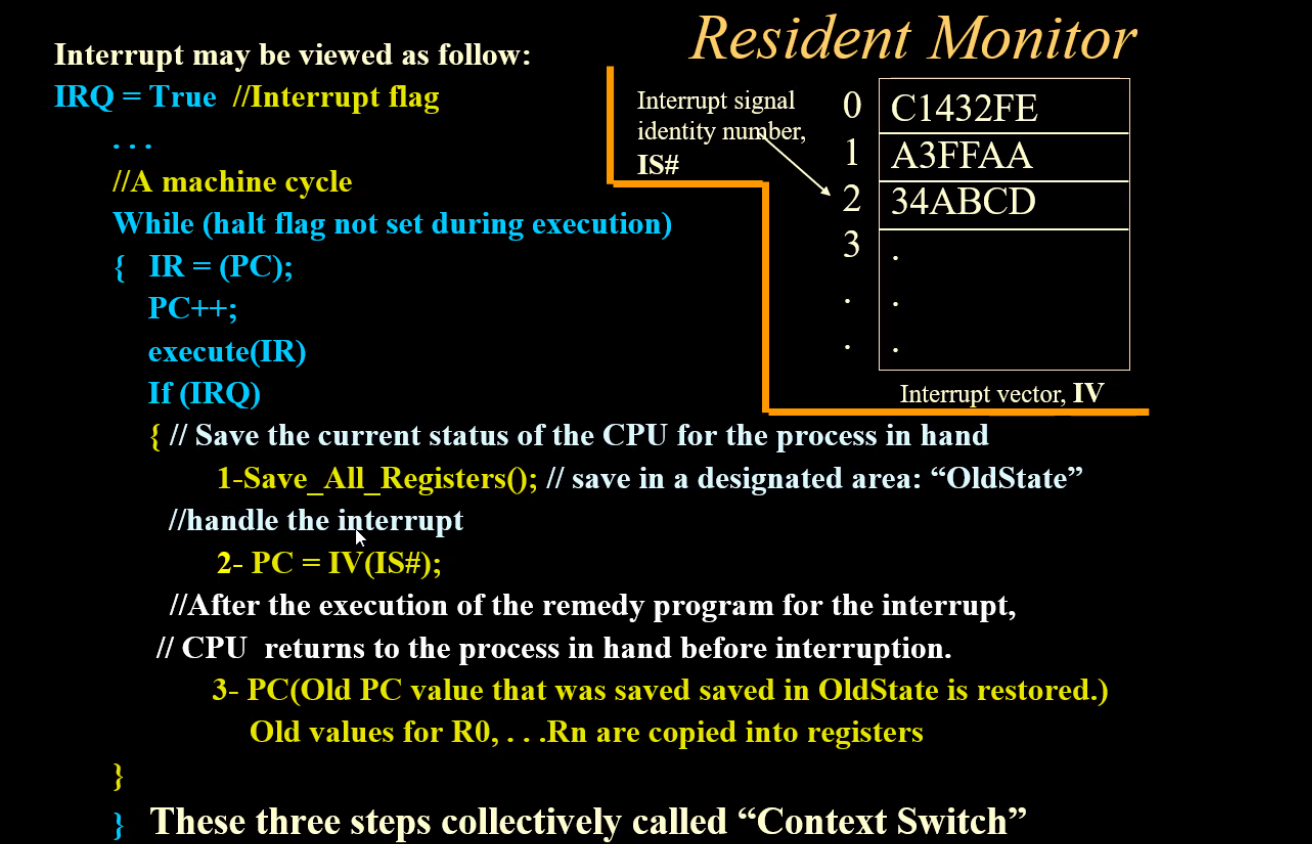 Resident Monitor
Interrupt may be viewed as follow:
IRQ = True //Interrupt flag
. . .
//A machine cycle
While (halt flag not set during execution)
{ IR = (PC);
PC++;
execute(IR)
If (IRQ)
{ // Save the current status of the CPU for the process in hand
1-Save_All_Registers(); // save in a designated area: “OldState”
//handle the interrupt
2- PC = IV(IS#);
//After the execution of the remedy program for the interrupt,
// CPU returns to the process in hand before interruption.
3- PC(Old PC value that was saved saved in OldState is restored.)
Old values for R0, . . .Rn are copied into registers
}
} These three steps collectively called “Context Switch”
Interrupt signal
identity number,
IS#
0 C1432FE
1 A3FFAA
2 34ABCD
3 .
. .
. .
Interrupt vector, IV